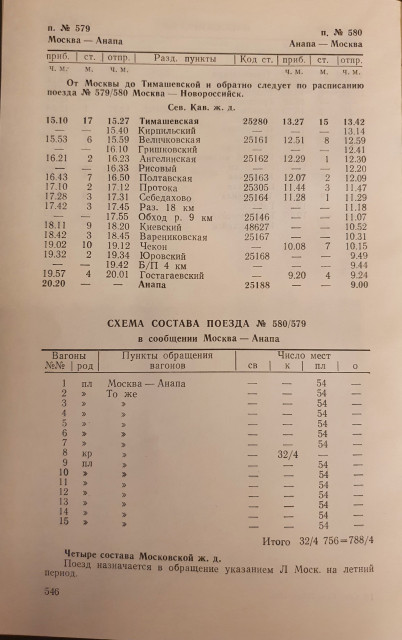 п. № 579
Москва — Анапа
п. № 580
Анапа — Москва
приб. ст. отпр. Разд. пункты Код ст. приб. ст. отпр.
ч. м. м. ч. м. ч. м. м. ч. м.
От Москвы до Тимашевской и обратно следует по расписанию
поезда № 579/580 Москва — Новороссийск.
Сев. Кав. ж. д.
15.10 17 15.27 Тимашевская 25280 13.27 15 13.42
— — 15.40 Кирпильский — — 13.14
15.53 6 15.59 Величковская 25161 12.51 8 12.59
— — 16.10 Гришковский — — 12.41
16.21 2 16.23 Ангелинская 25162 12.29 1 12.30
— — 16.33 Рисовый — — 12.20
16.43 7 16.50 Полтавская 25163 12.07 2 12.09
17.10 2 17.12 Протока 25305 11.44 3 11.47
17.28 3 17.31 Себедахово 25164 11.28 1 11.29
17.42 3 17.45 Раз. 18 км — — 11.18
— — 17.55 Обход р. 9 км 25146 — — 11.07
18.11 9 18.20 Киевский 48627 — — 10.52
18.42 3 18.45 Варениковская 25167 — — 10.31
19.02 10 19.12 Чекон 10.08 7 10.15
19.32 2 19.34 Юровский 25168 — — 9.49
— — 19.42 Б/П 4 км — — 9.44
19.57 4 20.01 Гостагаевский 9.20 4 9.24
20.20 — — Анапа 25188 — — 9.00
СХЕМА СОСТАВА ПОЕЗДА № 580/579
в сообщении Москва — Анапа
Вагоны Пункты обращения Число мест
№№ род вагонов св к пл о
1 пл Москва — Анапа — — 54 —
2 » То же — — 54 —
3 » » — — 54 —
4 » » — — 54 —
5 » » — — 54 —
6 » » — — 54 —
7 » » — — 54 —
8 кр » — 32/4 — —
9 пл » — — 54 —
10 » » — — 54 —
11 » » — — 54 —
12 » » — — 54 —
13 » » — — 54 —
14 » » — — 54 —
15 » » — — 54 —
Итого 32/4 756=788/4
Четыре состава Московской ж. д.
Поезд назначается в обращение указанием Л Моск. на летний
период.
546